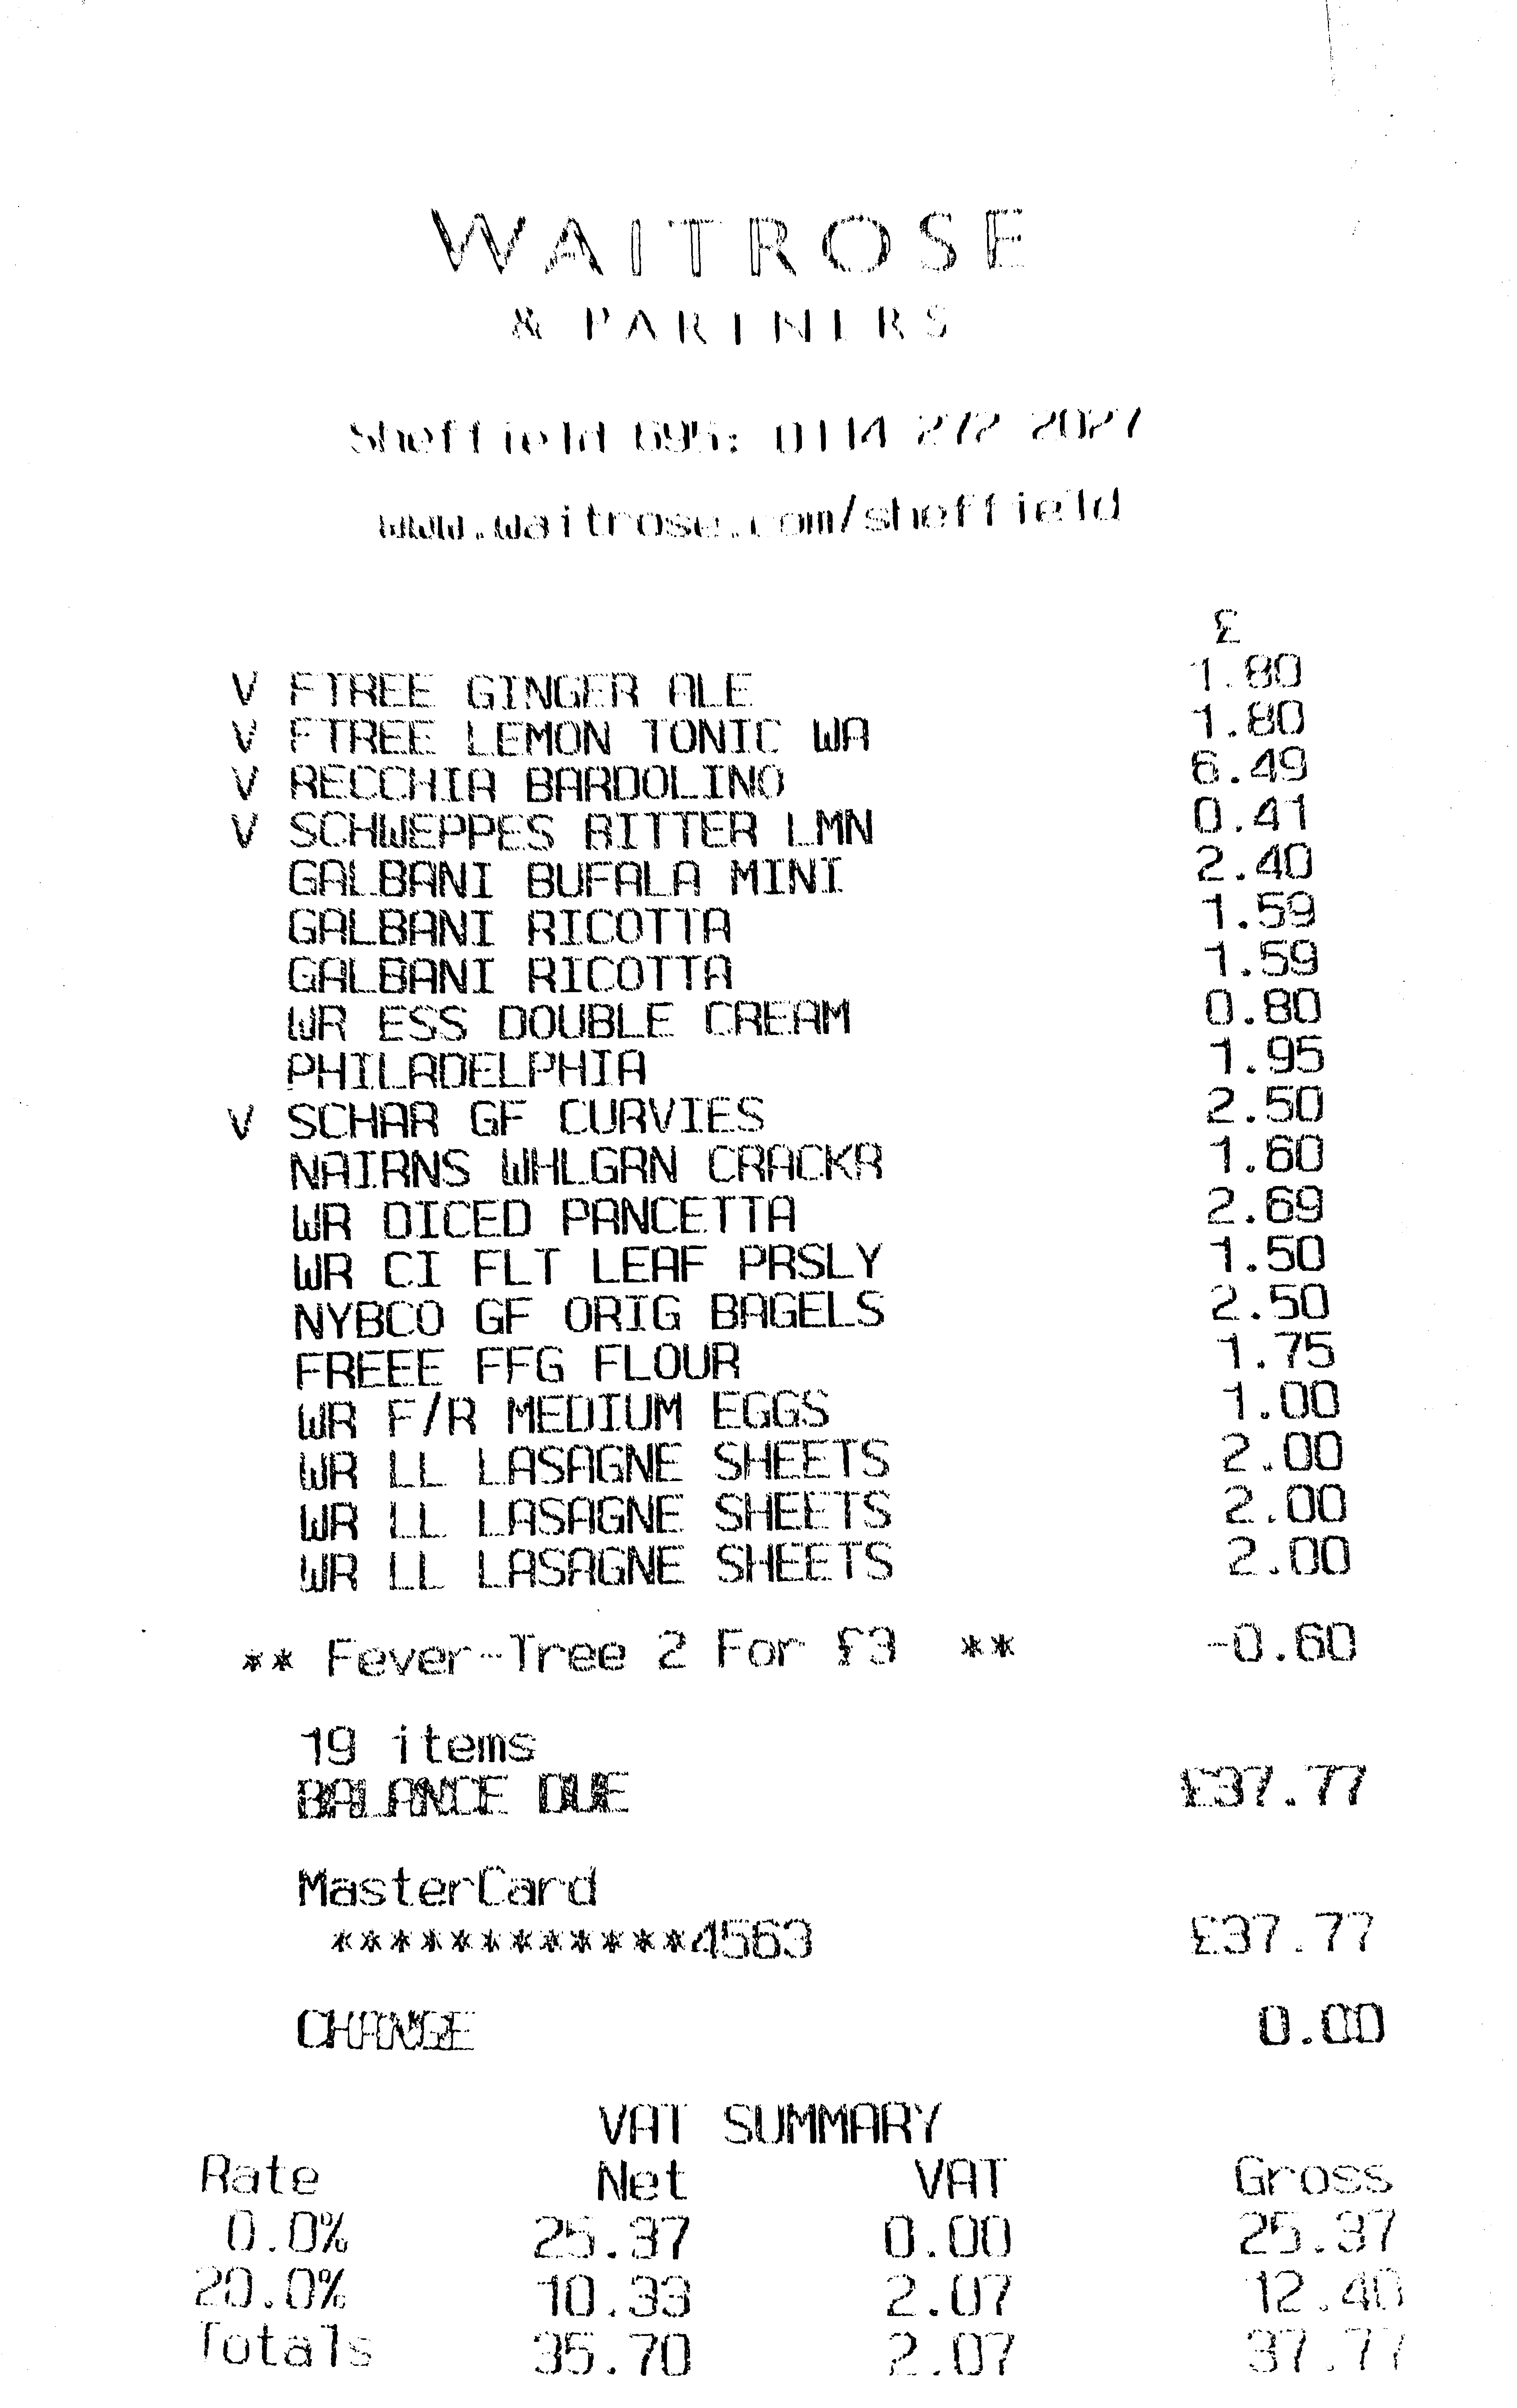 WAITROSE
& PARTNERS
Sheffield 695: 0114 272 2027
www.waitrose.com/sheffield
£
V FTREE GINGER ALE 1.80
V FTREE LEMON TONIC WA 1.80
V RECCHIA BARDOLINO 6.49
V SCHWEPPES BITTER LMN 0.41
GALBANI BUFALA MINI 2.40
GALBANI RICOTTA 1.59
GALBANI RICOTTA 1.59
WR ESS DOUBLE CREAM 0.80
PHILADELPHIA 1.95
V SCHAR GF CURVIES 2.50
NAIRNS WHLGRN CRACKR 1.60
WR DICED PANCETTA 2.69
WR CI FLT LEAF PRSLY 1.50
NYBCO GF ORIG BAGELS 2.50
FREEE FFG FLOUR 1.75
WR F/R MEDIUM EGGS 1.00
WR LL LASAGNE SHEETS 2.00
WR LL LASAGNE SHEETS 2.00
WR LL LASAGNE SHEETS 2.00
** Fever-Tree 2 For £3 ** -0.60
19 items
BALANCE DUE £37.77
MasterCard
************4563 £37.77
CHANGE 0.00
VAT SUMMARY
Rate Net VAT Gross
0.0% 25.37 0.00 25.37
20.0% 10.33 2.07 12.40
Totals 35.70 2.07 37.77